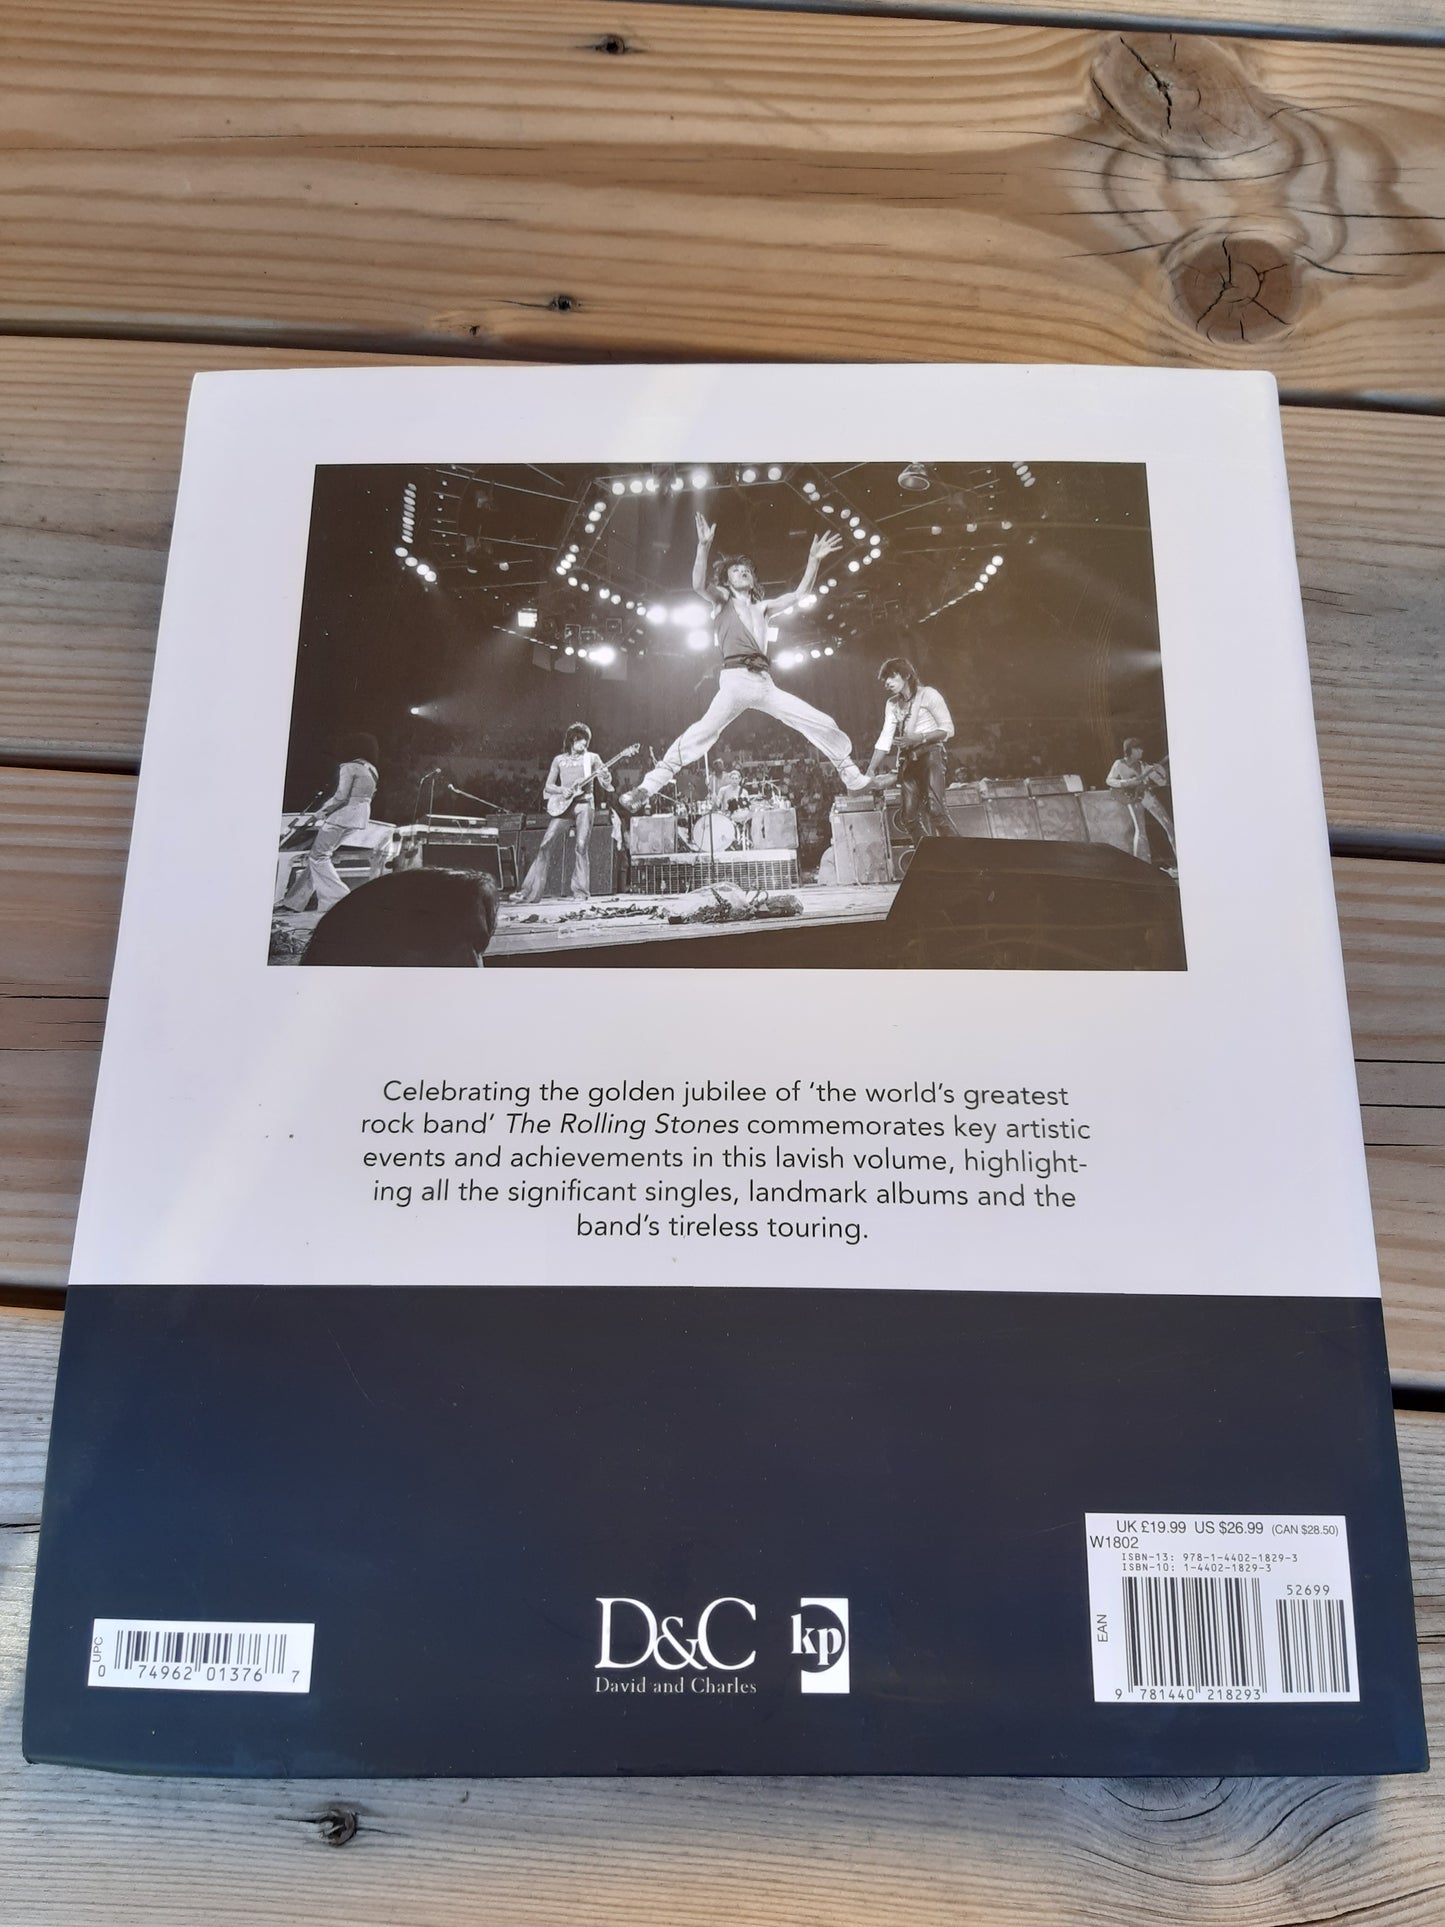 Celebrating the golden jubilee of ‘the world’s greatest
rock band’ The Rolling Stones commemorates key artistic
events and achievements in this lavish volume, highlight-
ing all the significant singles, landmark albums and the
band’s tireless touring.
UPC
0 74962 01376 7
D&C
David and Charles
kp
UK £19.99 US $26.99 (CAN $28.50)
W1802
ISBN-13: 978-1-4402-1829-3
ISBN-10: 1-4402-1829-3
52699
EAN
9 781440 218293